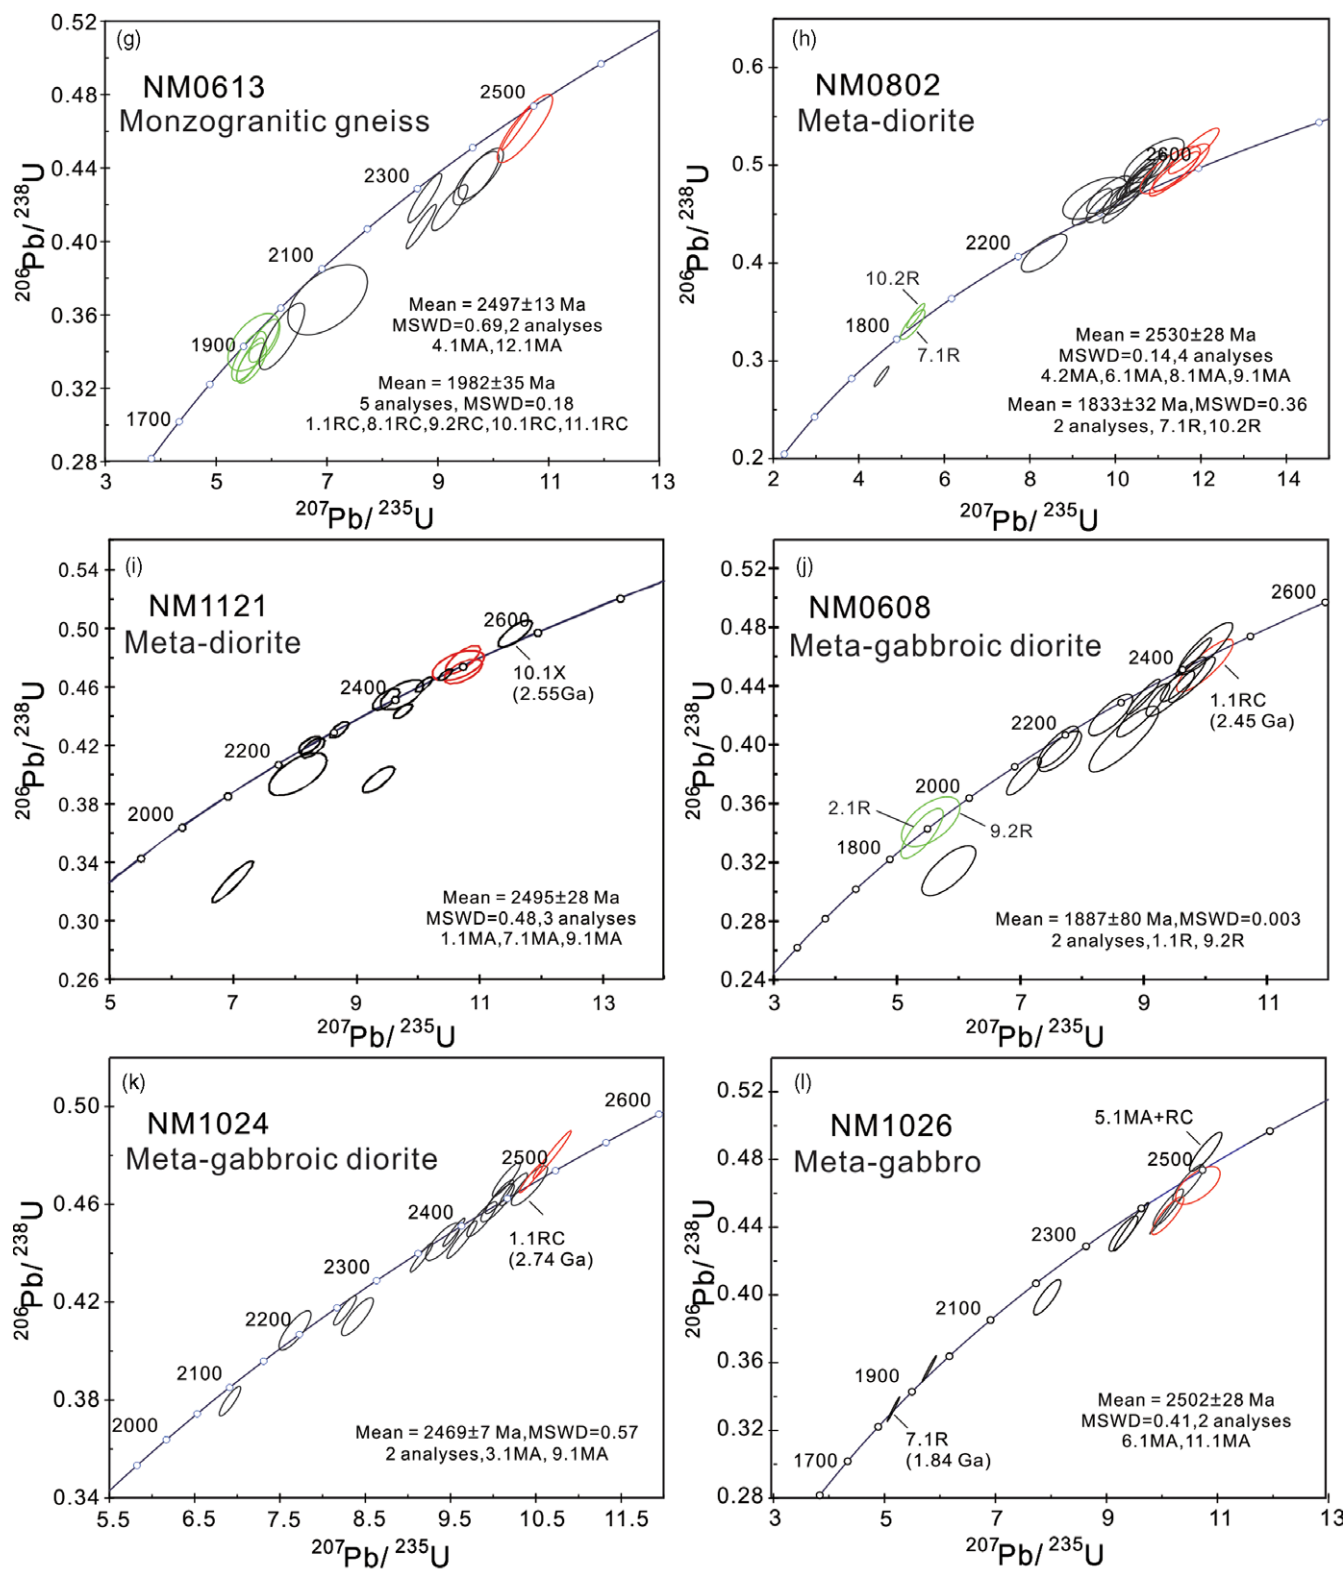 (g)
NM0613
Monzogranitic gneiss
0.52
0.48
0.44
0.40
0.36
0.32
0.28
2500
2300
2100
1900
1700
Mean = 2497±13 Ma
MSWD=0.69,2 analyses
4.1MA,12.1MA
Mean = 1982±35 Ma
5 analyses, MSWD=0.18
1.1RC,8.1RC,9.2RC,10.1RC,11.1RC
3 5 7 9 11 13
207Pb/ 235U
206Pb/ 238U
(h)
NM0802
Meta-diorite
0.6
0.5
0.4
0.3
0.2
2600
2200
10.2R
1800
7.1R
Mean = 2530±28 Ma
MSWD=0.14,4 analyses
4.2MA,6.1MA,8.1MA,9.1MA
Mean = 1833±32 Ma,MSWD=0.36
2 analyses, 7.1R,10.2R
2 4 6 8 10 12 14
207Pb/ 235U
206Pb/ 238U
(i)
NM1121
Meta-diorite
0.54
0.50
0.46
0.42
0.38
0.34
0.30
0.26
2600
10.1X
(2.55Ga)
2400
2200
2000
Mean = 2495±28 Ma
MSWD=0.48,3 analyses
1.1MA,7.1MA,9.1MA
5 7 9 11 13
207Pb/ 235U
206Pb/ 238U
(j)
NM0608
Meta-gabbroic diorite
0.52
0.48
0.44
0.40
0.36
0.32
0.28
0.24
2600
2400
1.1RC
(2.45 Ga)
2200
2000
2.1R
9.2R
1800
Mean = 1887±80 Ma,MSWD=0.003
2 analyses,1.1R, 9.2R
3 5 7 9 11
207Pb/ 235U
206Pb/ 238U
(k)
NM1024
Meta-gabbroic diorite
0.50
0.46
0.42
0.38
0.34
2600
2500
2400
1.1RC
(2.74 Ga)
2300
2200
2100
2000
Mean = 2469±7 Ma,MSWD=0.57
2 analyses,3.1MA, 9.1MA
5.5 6.5 7.5 8.5 9.5 10.5 11.5
207Pb/ 235U
206Pb/ 238U
(l)
NM1026
Meta-gabbro
0.52
0.48
0.44
0.40
0.36
0.32
0.28
5.1MA+RC
2500
2300
2100
1900
7.1R
(1.84 Ga)
1700
Mean = 2502±28 Ma
MSWD=0.41,2 analyses
6.1MA,11.1MA
3 5 7 9 11 13
207Pb/ 235U
206Pb/ 238U